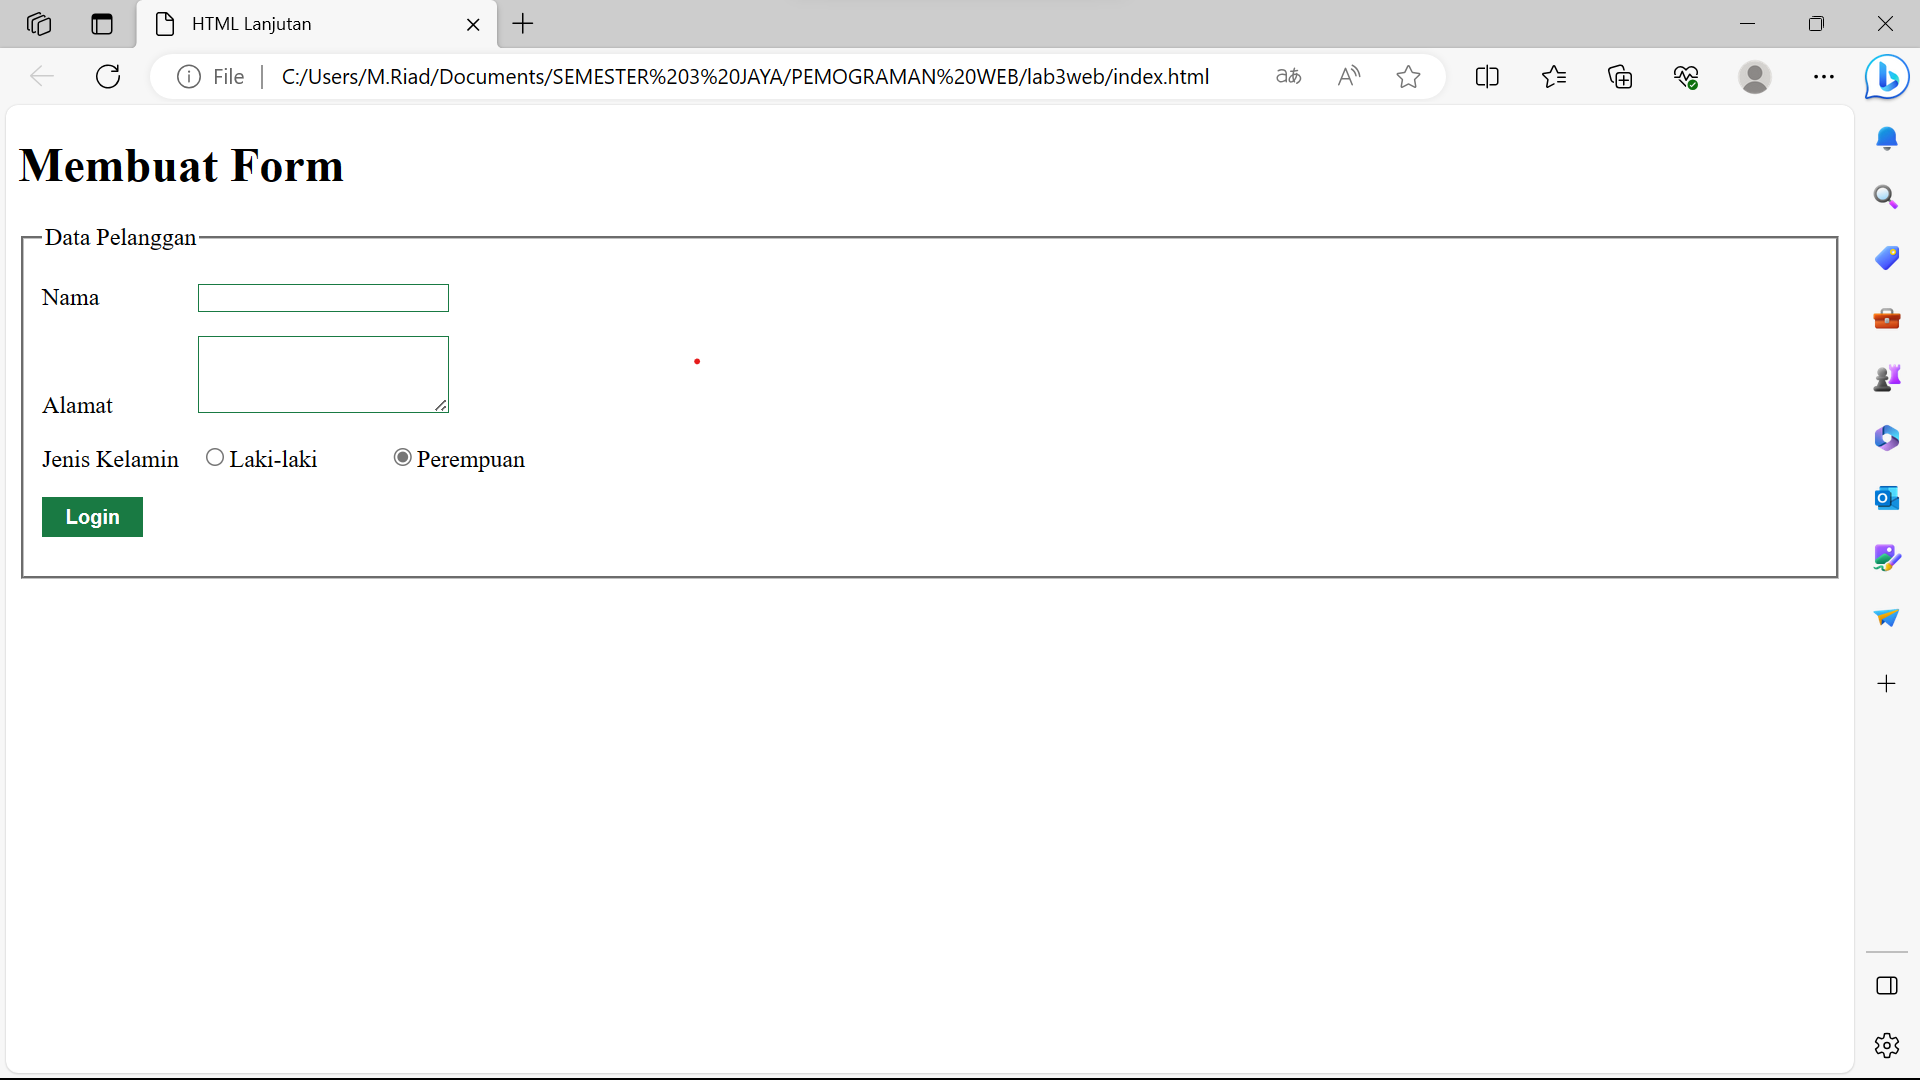 HTML Lanjutan
File C:/Users/M.Riad/Documents/SEMESTER%203%20JAYA/PEMOGRAMAN%20WEB/lab3web/index.html
Membuat Form
Data Pelanggan
Nama
Alamat
Jenis Kelamin Laki-laki Perempuan
Login